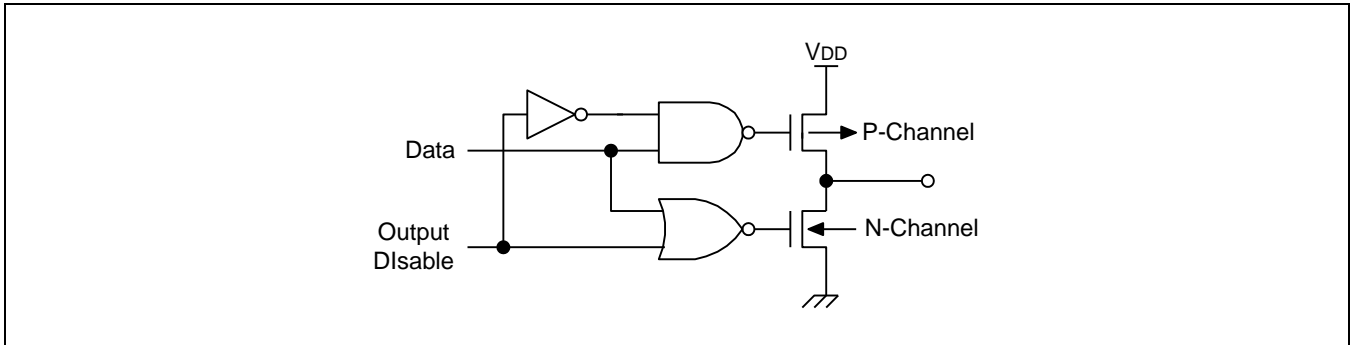 VDD
P-Channel
Data
N-Channel
Output
DIsable